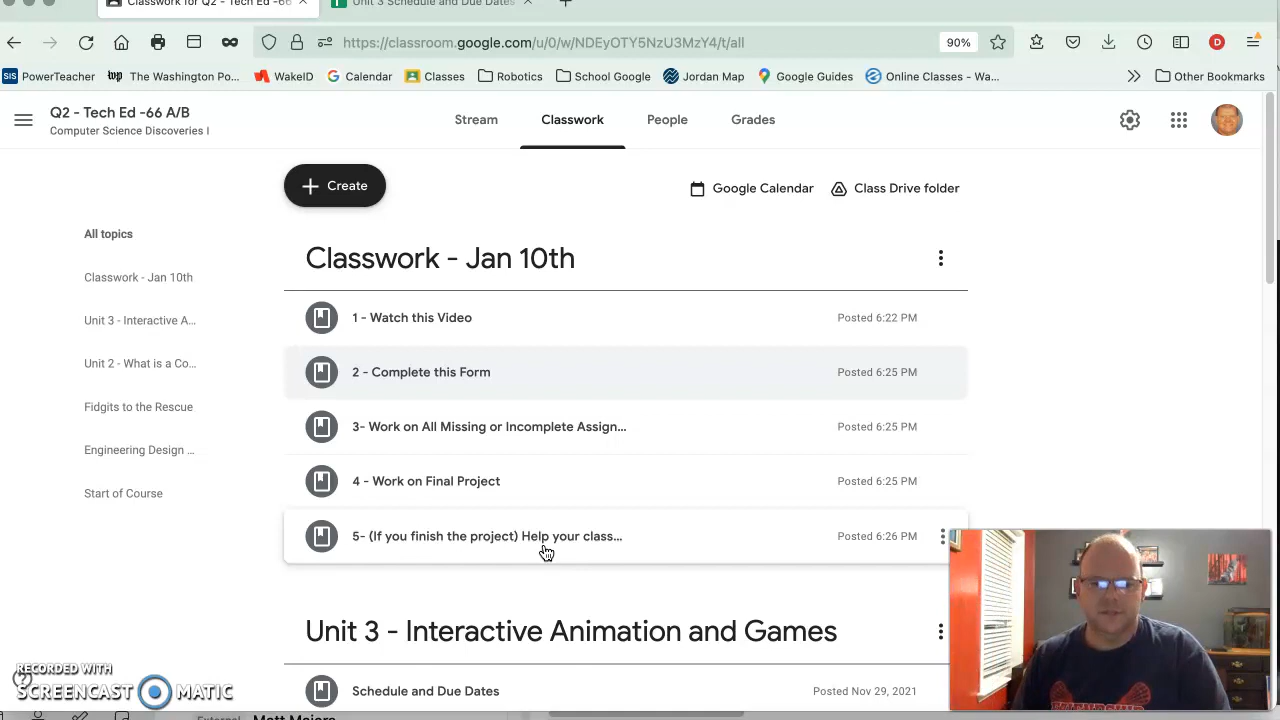 Classwork for Q2 - Tech Ed -66
Unit 3 Schedule and Due Dates
https://classroom.google.com/u/0/w/NDEyOTY5NzU3MzY4/t/all
90%
D
SIS PowerTeacher
wp The Washington Po...
WakeID
Calendar
Classes
Robotics
School Google
Jordan Map
Google Guides
Online Classes - Wa...
Other Bookmarks
Q2 - Tech Ed -66 A/B
Computer Science Discoveries I
Stream
Classwork
People
Grades
Create
Google Calendar
Class Drive folder
All topics
Classwork - Jan 10th
Unit 3 - Interactive A...
Unit 2 - What is a Co...
Fidgits to the Rescue
Engineering Design ...
Start of Course
Classwork - Jan 10th
1 - Watch this Video
Posted 6:22 PM
2 - Complete this Form
Posted 6:25 PM
3- Work on All Missing or Incomplete Assign...
Posted 6:25 PM
4 - Work on Final Project
Posted 6:25 PM
5- (If you finish the project) Help your class...
Posted 6:26 PM
Unit 3 - Interactive Animation and Games
Schedule and Due Dates
Posted Nov 29, 2021
RECORDED WITH
SCREENCAST MATIC